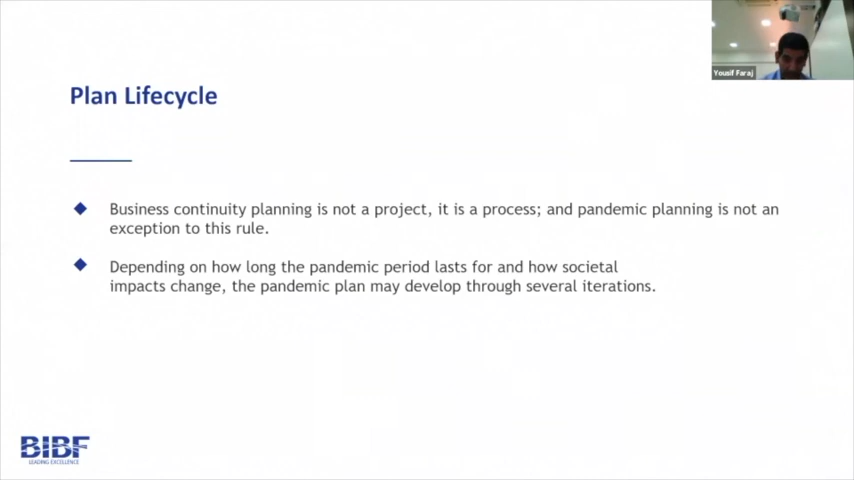 Yousif Faraj
Plan Lifecycle
Business continuity planning is not a project, it is a process; and pandemic planning is not an
exception to this rule.
Depending on how long the pandemic period lasts for and how societal
impacts change, the pandemic plan may develop through several iterations.
BIBF
LEADING EXCELLENCE